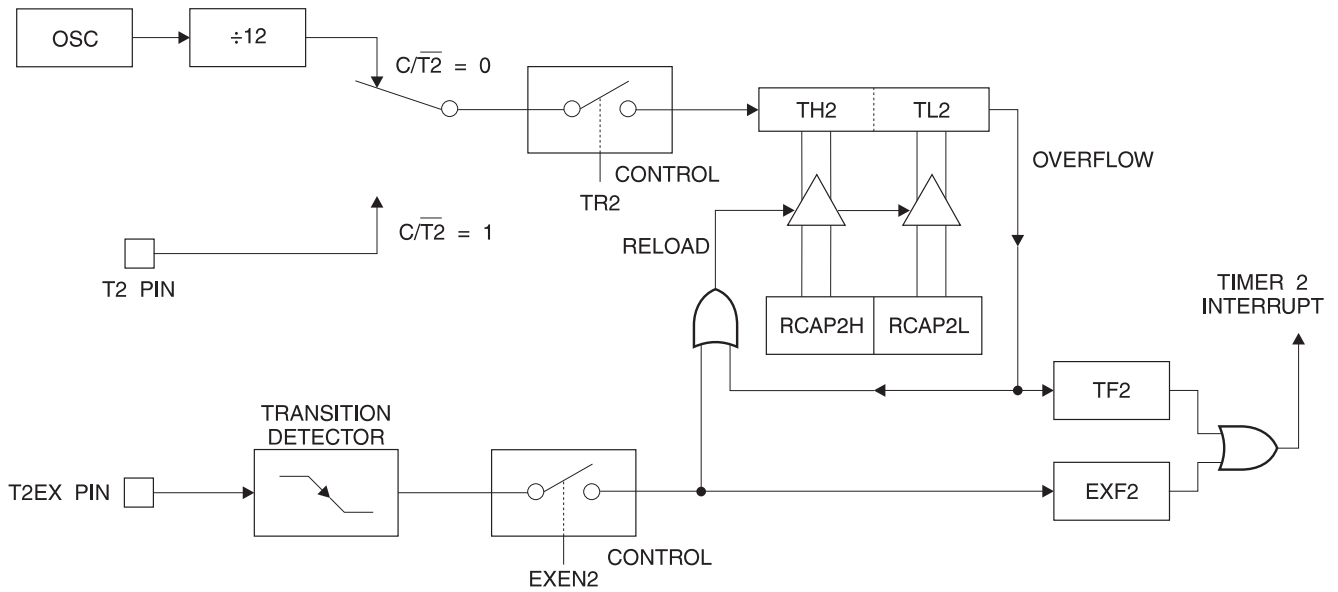 OSC
÷12
C/T2̅ = 0
TH2
TL2
OVERFLOW
CONTROL
TR2
C/T2̅ = 1
T2 PIN
RELOAD
RCAP2H
RCAP2L
TIMER 2
INTERRUPT
TF2
TRANSITION
DETECTOR
T2EX PIN
EXF2
CONTROL
EXEN2